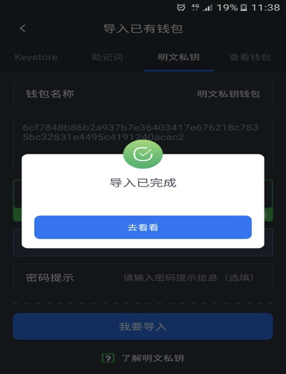 19% 11:38
导入已有钱包
Keystore 助记词 明文私钥 查看钱包
钱包名称 明文私钥钱包
6cf7848b86b2a937b7e36403417e676218c783
5bc32831e4495c4191240acac2
导入已完成
去看看
密码提示 请输入密码提示信息（选填）
我要导入
了解明文私钥